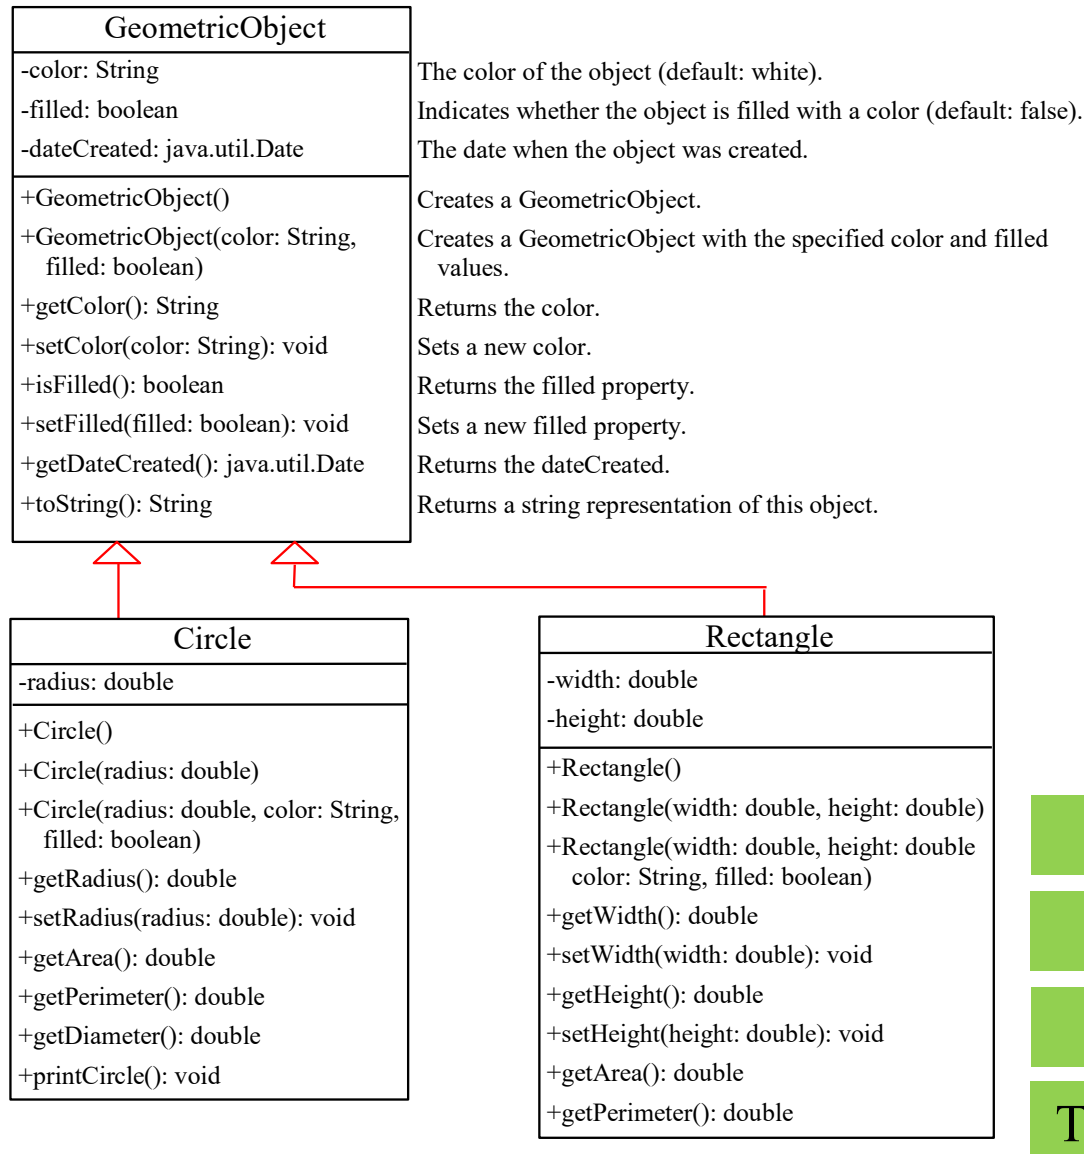 GeometricObject
-color: String
The color of the object (default: white).
-filled: boolean
Indicates whether the object is filled with a color (default: false).
-dateCreated: java.util.Date
The date when the object was created.
+GeometricObject()
Creates a GeometricObject.
+GeometricObject(color: String,
filled: boolean)
Creates a GeometricObject with the specified color and filled
values.
+getColor(): String
Returns the color.
+setColor(color: String): void
Sets a new color.
+isFilled(): boolean
Returns the filled property.
+setFilled(filled: boolean): void
Sets a new filled property.
+getDateCreated(): java.util.Date
Returns the dateCreated.
+toString(): String
Returns a string representation of this object.
Circle
-radius: double
+Circle()
+Circle(radius: double)
+Circle(radius: double, color: String,
filled: boolean)
+getRadius(): double
+setRadius(radius: double): void
+getArea(): double
+getPerimeter(): double
+getDiameter(): double
+printCircle(): void
Rectangle
-width: double
-height: double
+Rectangle()
+Rectangle(width: double, height: double)
+Rectangle(width: double, height: double
color: String, filled: boolean)
+getWidth(): double
+setWidth(width: double): void
+getHeight(): double
+setHeight(height: double): void
+getArea(): double
+getPerimeter(): double
T